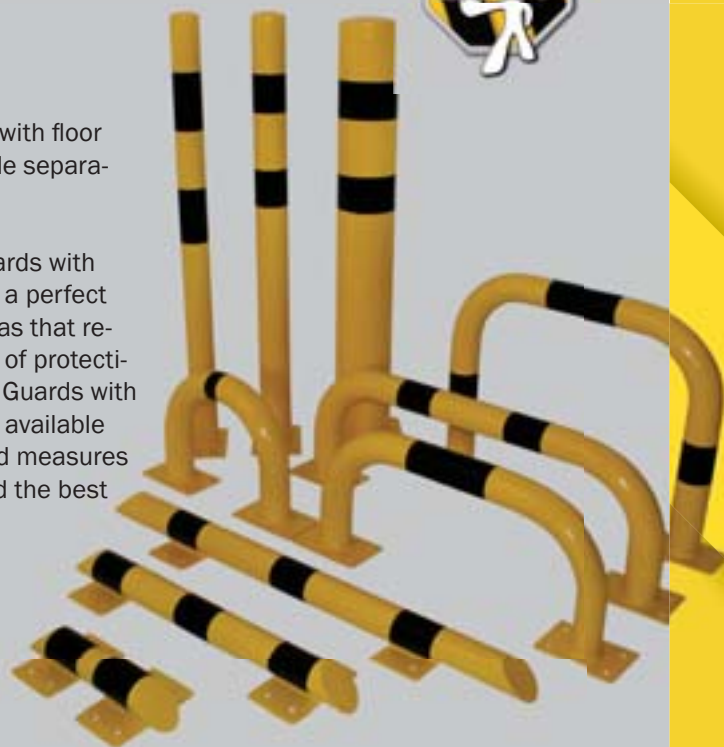 with floor
le separa-
ards with
a perfect
as that re-
of protecti-
Guards with
available
d measures
d the best